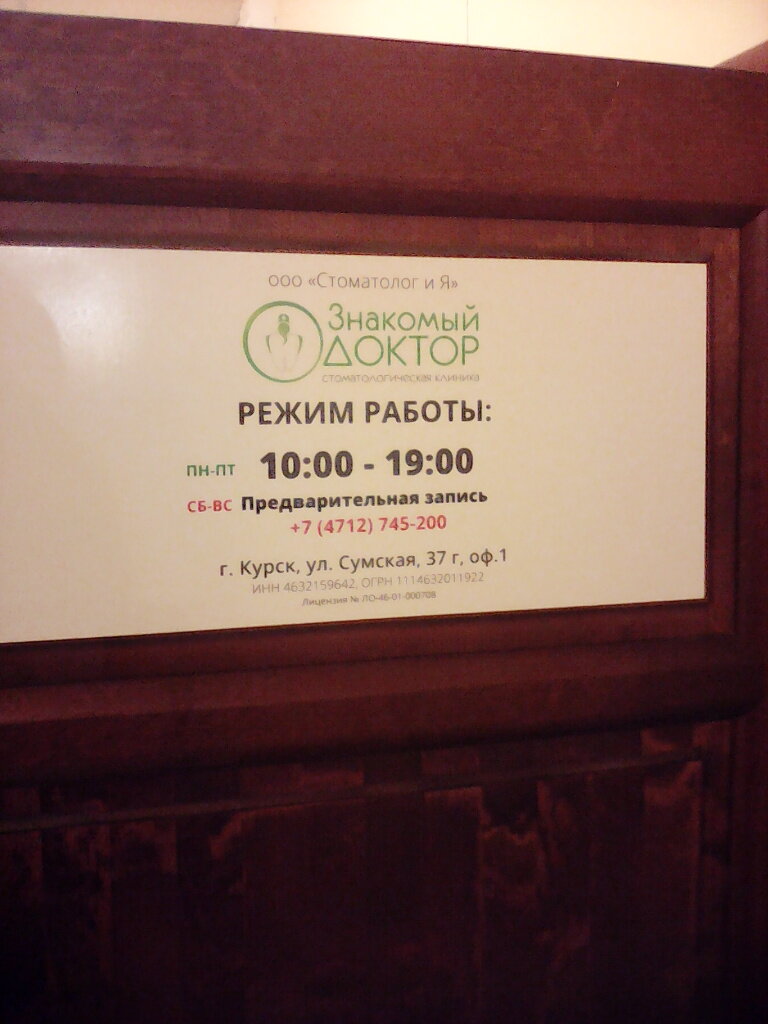 ООО «Стоматолог и Я»
Знакомый
ДОКТОР
стоматологическая клиника
РЕЖИМ РАБОТЫ:
ПН-ПТ 10:00 - 19:00
СБ-ВС Предварительная запись
+7 (4712) 745-200
г. Курск, ул. Сумская, 37 г, оф.1
ИНН 4632159642, ОГРН 1114632011922
Лицензия № ЛО-46-01-000708